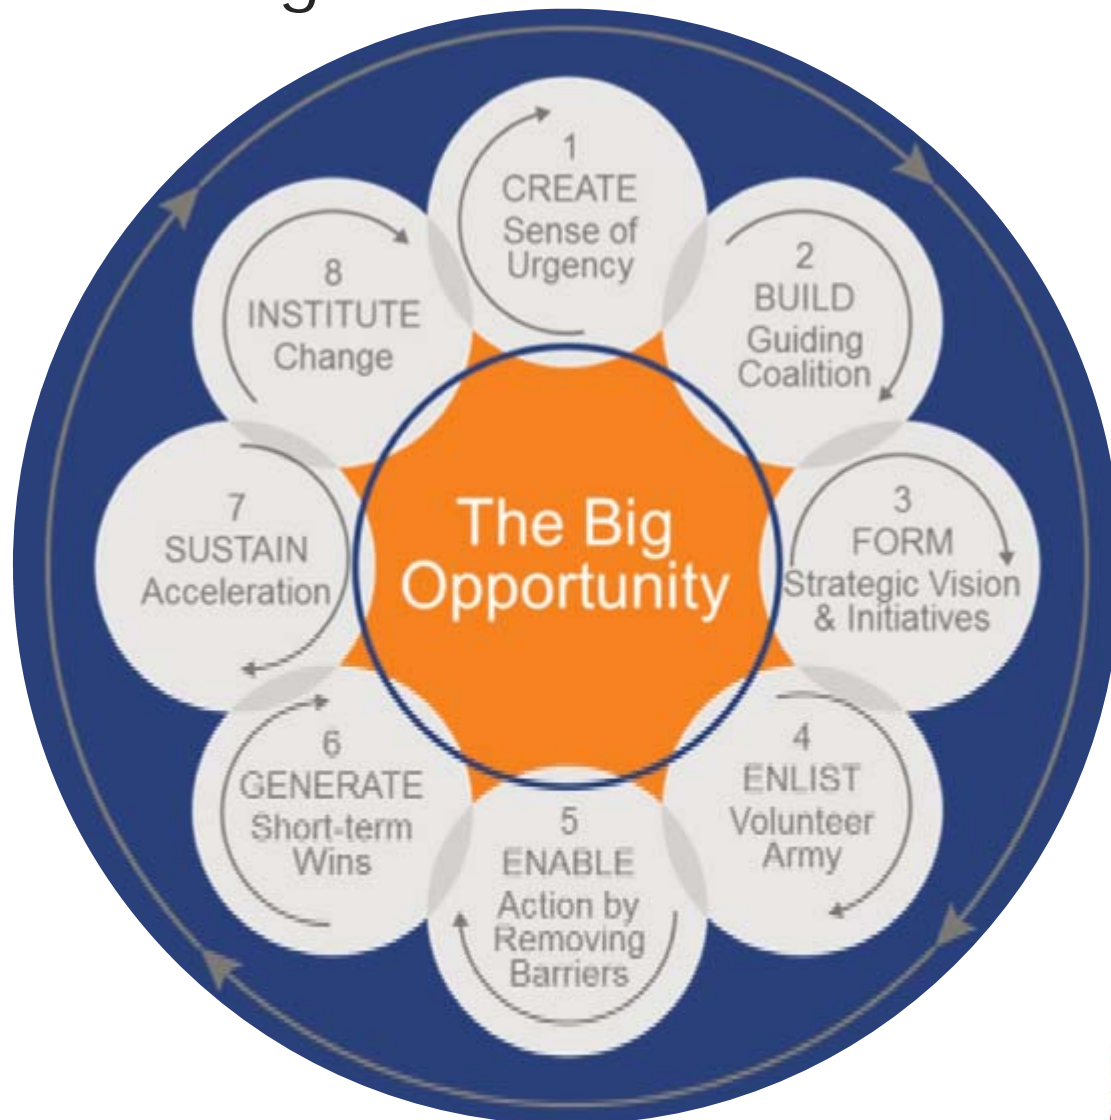 1
CREATE
Sense of
Urgency
2
BUILD
Guiding
Coalition
3
FORM
Strategic Vision
& Initiatives
4
ENLIST
Volunteer
Army
5
ENABLE
Action by
Removing
Barriers
6
GENERATE
Short-term
Wins
7
SUSTAIN
Acceleration
8
INSTITUTE
Change
The Big
Opportunity